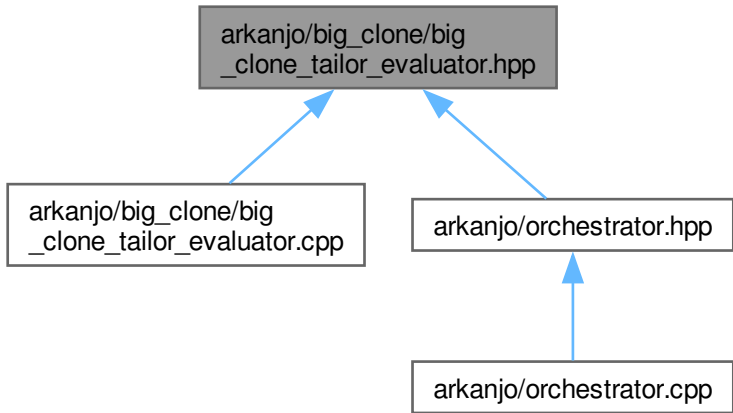 arkanjo/big_clone/big
_clone_tailor_evaluator.hpp
arkanjo/big_clone/big
_clone_tailor_evaluator.cpp
arkanjo/orchestrator.hpp
arkanjo/orchestrator.cpp